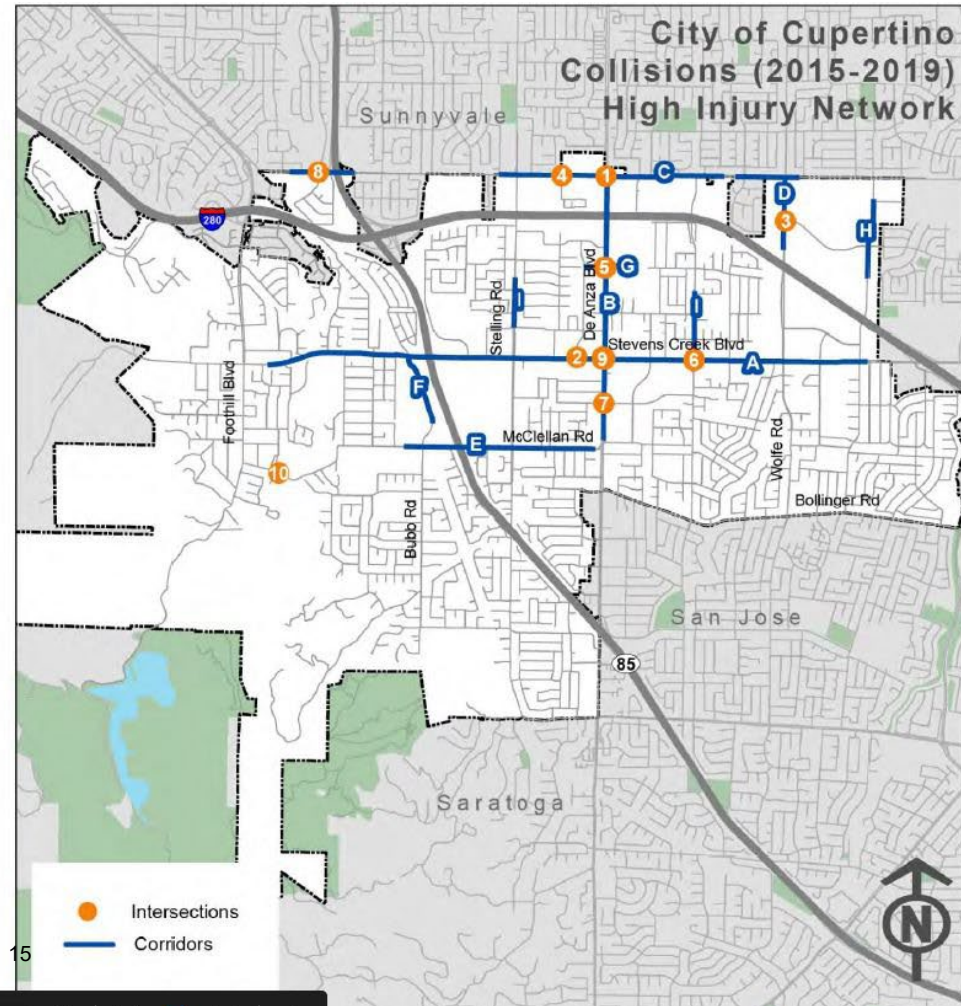 City of Cupertino
Collisions (2015-2019)
High Injury Network
Sunnyvale
8
4
1
C
D
3
280
H
5
G
De Anza Blvd
B
Stelling Rd
I
I
Stevens Creek Blvd
2
9
6
A
F
7
Foothill Blvd
McClellan Rd
E
10
Wolfe Rd
Bollinger Rd
Bubb Rd
San Jose
85
Saratoga
Intersections
Corridors
15
N